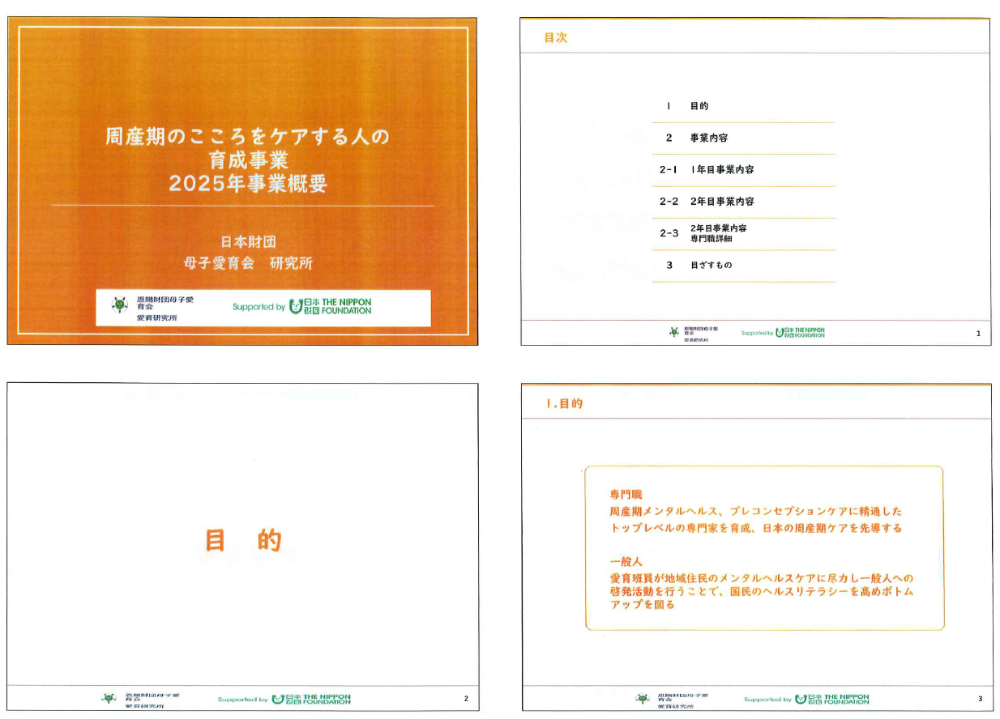 周産期のこころをケアする人の
育成事業
2025年事業概要
日本財団
母子愛育会　研究所
恩賜財団母子愛
育会
愛育研究所
Supported by 日本財団 THE NIPPON FOUNDATION
目次
1 目的
2 事業内容
2-1 1年目事業内容
2-2 2年目事業内容
2-3 2年目事業内容
専門職詳細
3 目ざすもの
恩賜財団母子愛
育会
愛育研究所
Supported by 日本財団 THE NIPPON FOUNDATION
1
目　的
恩賜財団母子愛
育会
愛育研究所
Supported by 日本財団 THE NIPPON FOUNDATION
2
1.目的
専門職
周産期メンタルヘルス、プレコンセプションケアに精通した
トップレベルの専門家を育成、日本の周産期ケアを先導する
一般人
愛育班員が地域住民のメンタルヘルスケアに尽力し一般人への
啓発活動を行うことで、国民のヘルスリテラシーを高めボトム
アップを図る
恩賜財団母子愛
育会
愛育研究所
Supported by 日本財団 THE NIPPON FOUNDATION
3